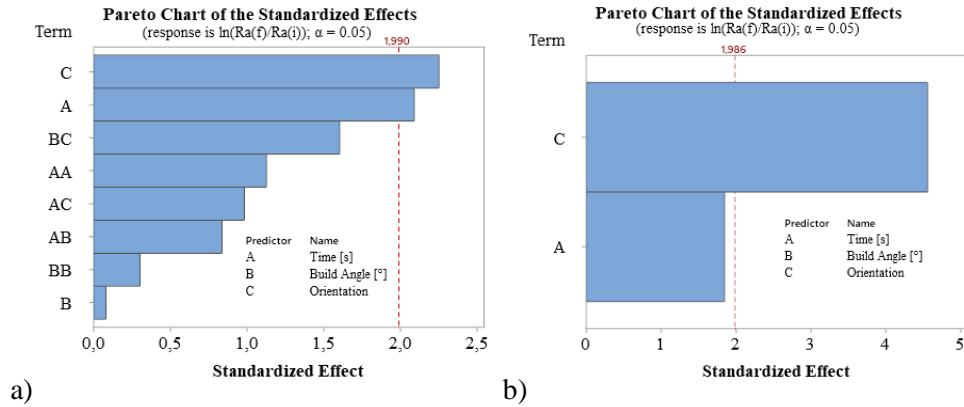 Pareto Chart of the Standardized Effects
(response is ln(Ra(f)/Ra(i)); α = 0.05)
Term
1,990
C
A
BC
AA
AC
AB
BB
B
Predictor Name
A Time [s]
B Build Angle [°]
C Orientation
0,0 0,5 1,0 1,5 2,0 2,5
Standardized Effect
a)
Pareto Chart of the Standardized Effects
(response is ln(Ra(f)/Ra(i)); α = 0.05)
Term
1,986
C
A
Predictor Name
A Time [s]
B Build Angle [°]
C Orientation
0 1 2 3 4 5
Standardized Effect
b)